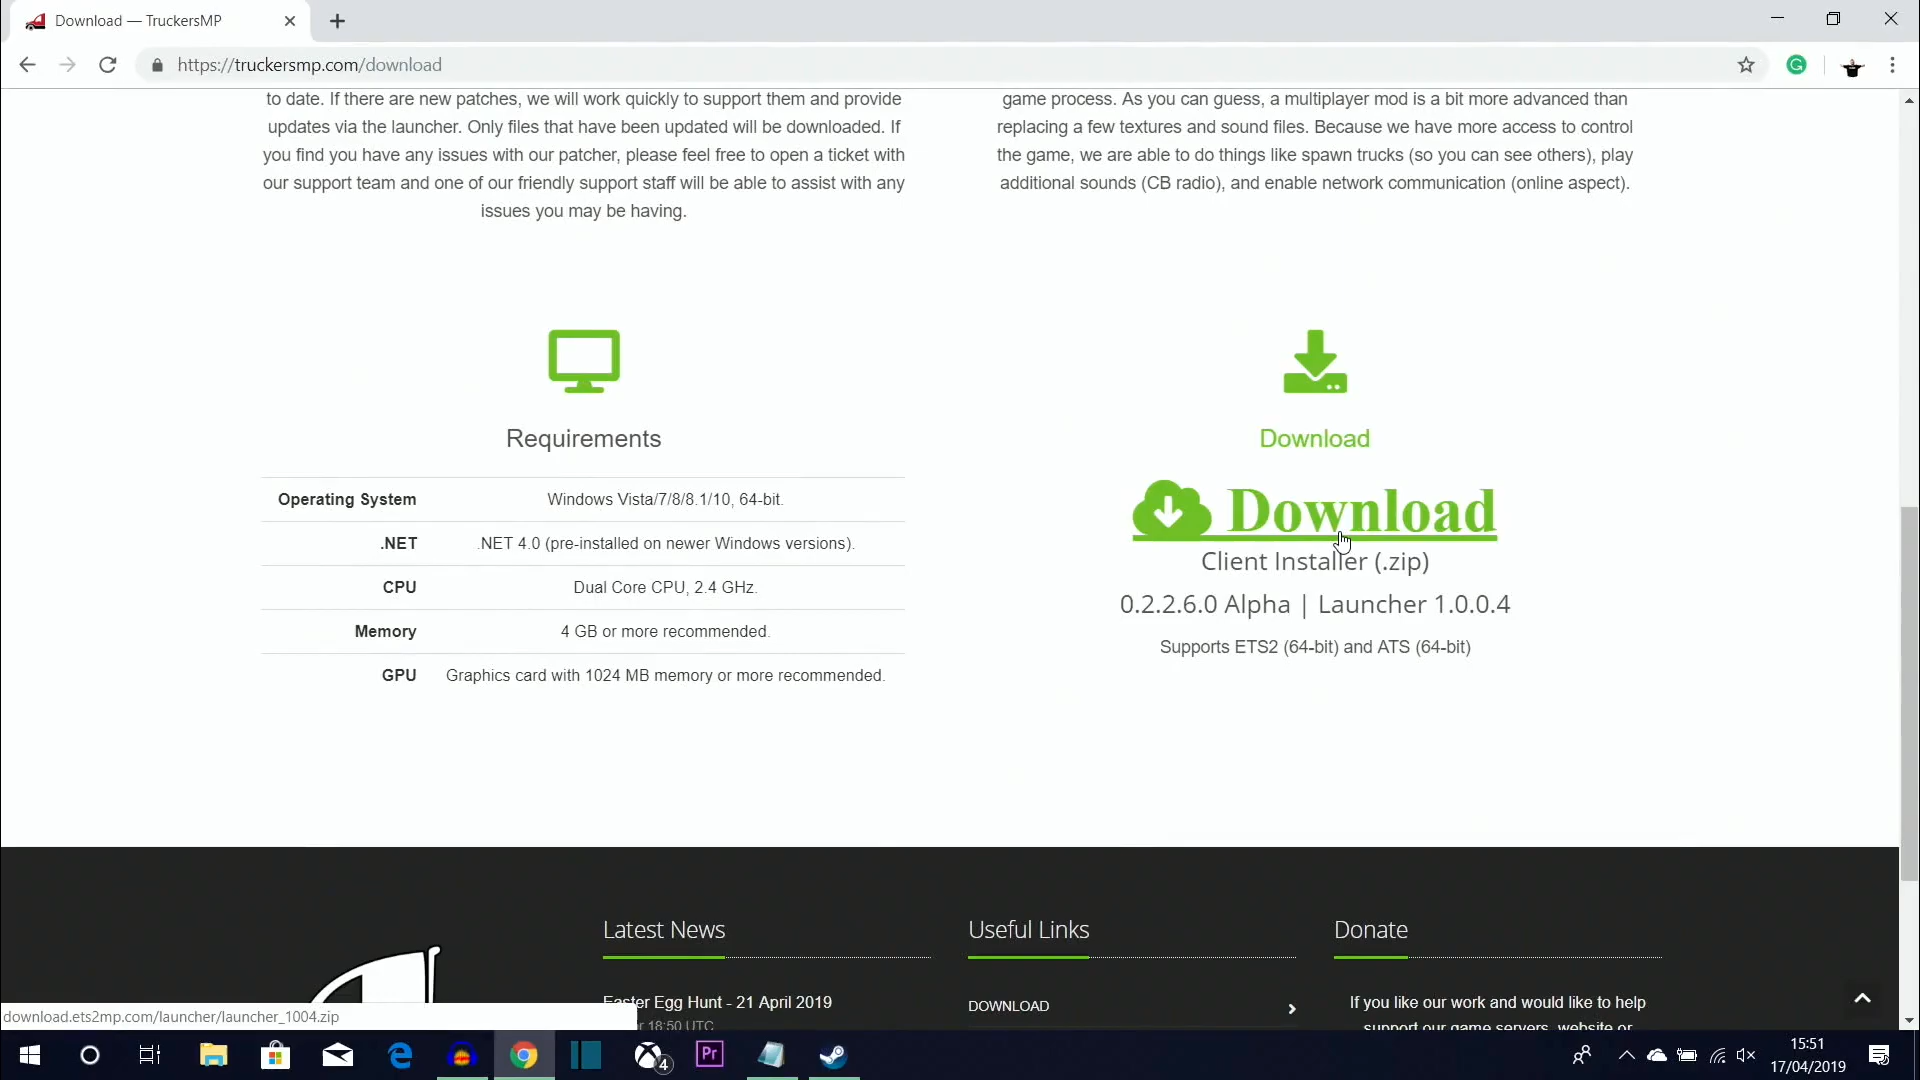 Download — TruckersMP
https://truckersmp.com/download
to date. If there are new patches, we will work quickly to support them and provide
updates via the launcher. Only files that have been updated will be downloaded. If
you find you have any issues with our patcher, please feel free to open a ticket with
our support team and one of our friendly support staff will be able to assist with any
issues you may be having.
game process. As you can guess, a multiplayer mod is a bit more advanced than
replacing a few textures and sound files. Because we have more access to control
the game, we are able to do things like spawn trucks (so you can see others), play
additional sounds (CB radio), and enable network communication (online aspect).
Requirements
Operating System Windows Vista/7/8/8.1/10, 64-bit.
.NET .NET 4.0 (pre-installed on newer Windows versions).
CPU Dual Core CPU, 2.4 GHz.
Memory 4 GB or more recommended.
GPU Graphics card with 1024 MB memory or more recommended.
Download
Download
Client Installer (.zip)
0.2.2.6.0 Alpha | Launcher 1.0.0.4
Supports ETS2 (64-bit) and ATS (64-bit)
Latest News
Easter Egg Hunt - 21 April 2019
18:50 UTC
Useful Links
DOWNLOAD
Donate
If you like our work and would like to help
support our game servers, website or
download.ets2mp.com/launcher/launcher_1004.zip
4
Pr
15:51
17/04/2019